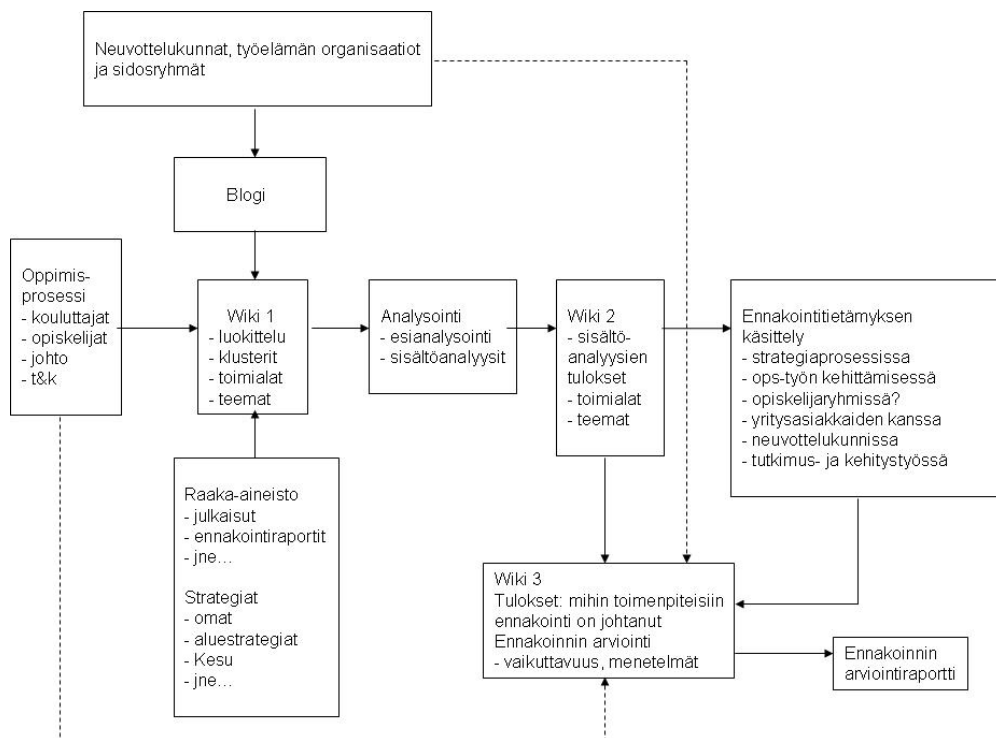 Neuvottelukunnat, työelämän organisaatiot
ja sidosryhmät
Blogi
Oppimis-
prosessi
- kouluttajat
- opiskelijat
- johto
- t&k
Wiki 1
- luokittelu
- klusterit
- toimialat
- teemat
Analysointi
- esianalysointi
- sisältöanalyysit
Wiki 2
- sisältö-
analyysien
tulokset
- toimialat
- teemat
Ennakointitietämyksen
käsittely
- strategiaprosessissa
- ops-työn kehittämisessä
- opiskelijaryhmissä?
- yritysasiakkaiden kanssa
- neuvottelukunnissa
- tutkimus- ja kehitystyössä
Raaka-aineisto
- julkaisut
- ennakointiraportit
- jne…
Strategiat
- omat
- aluestrategiat
- Kesu
- jne…
Wiki 3
Tulokset: mihin toimenpiteisiin
ennakointi on johtanut
Ennakoinnin arviointi
- vaikuttavuus, menetelmät
Ennakoinnin
arviointiraportti